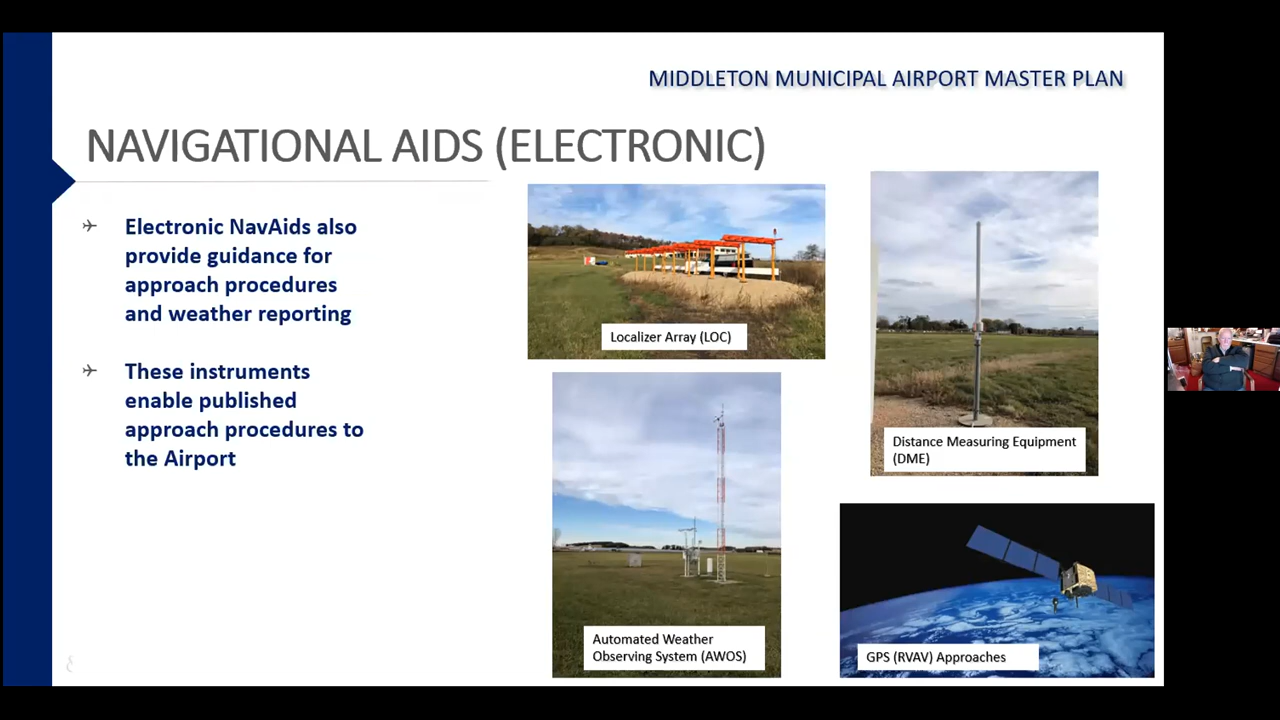 MIDDLETON MUNICIPAL AIRPORT MASTER PLAN
NAVIGATIONAL AIDS (ELECTRONIC)
Electronic NavAids also
provide guidance for
approach procedures
and weather reporting
These instruments
enable published
approach procedures to
the Airport
Localizer Array (LOC)
Distance Measuring Equipment
(DME)
Automated Weather
Observing System (AWOS)
GPS (RVAV) Approaches